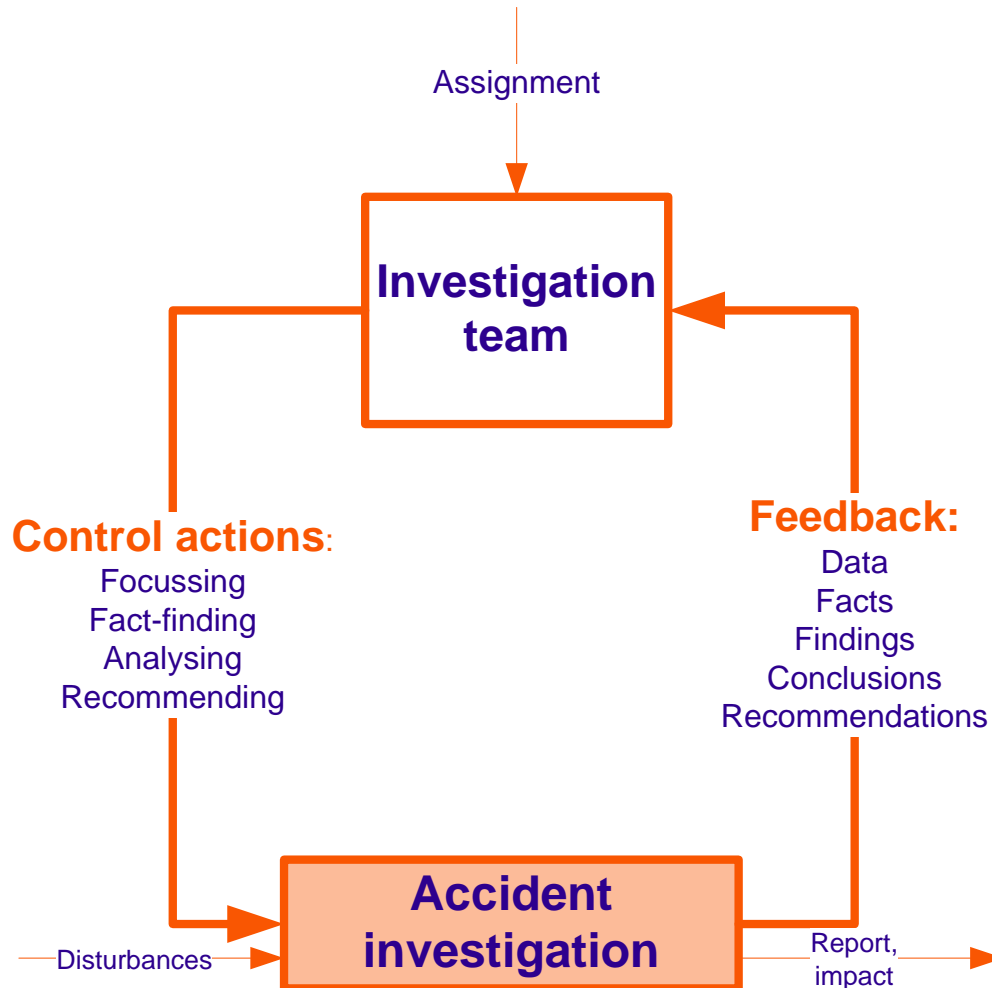 Assignment
Investigation
team
Control actions:
Focussing
Fact-finding
Analysing
Recommending
Feedback:
Data
Facts
Findings
Conclusions
Recommendations
Accident
investigation
Disturbances
Report,
impact